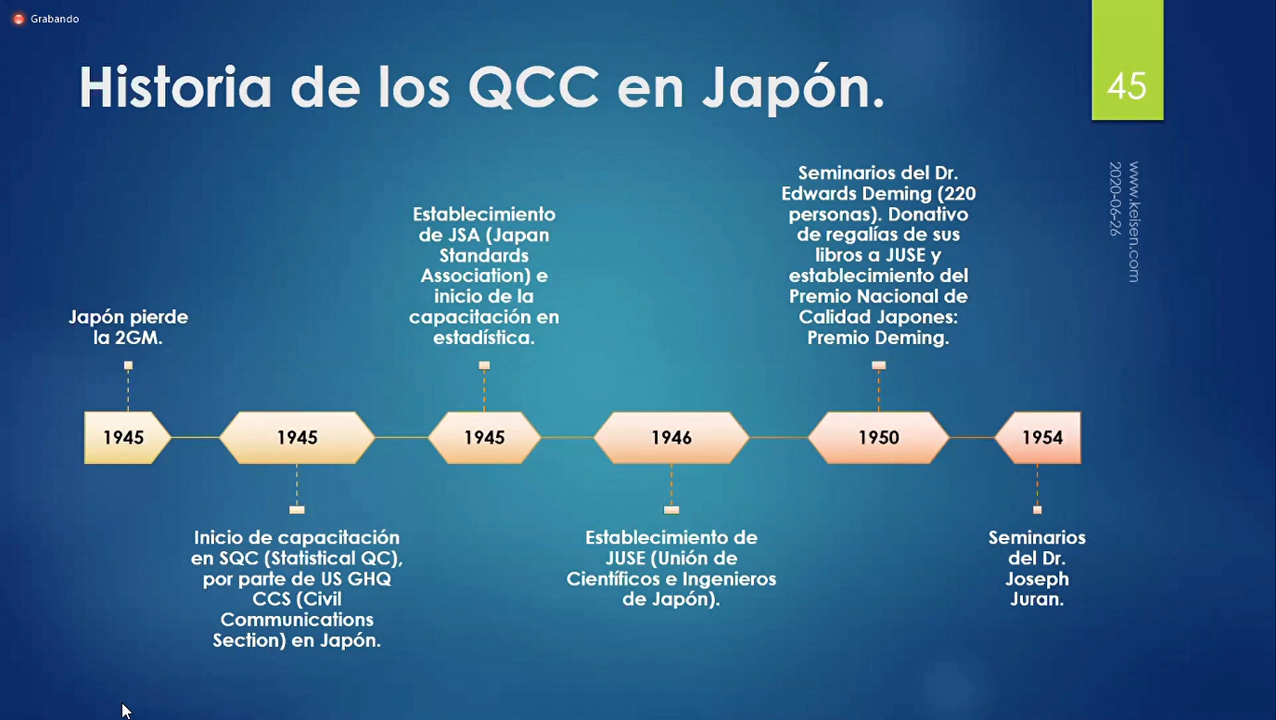 Grabando
Historia de los QCC en Japón.
45
www.keisen.com
2020-06-26
Japón pierde
la 2GM.
1945
Inicio de capacitación
en SQC (Statistical QC),
por parte de US GHQ
CCS (Civil
Communications
Section) en Japón.
1945
Establecimiento
de JSA (Japan
Standards
Association) e
inicio de la
capacitación en
estadística.
1945
Establecimiento de
JUSE (Unión de
Científicos e Ingenieros
de Japón).
1946
Seminarios del Dr.
Edwards Deming (220
personas). Donativo
de regalías de sus
libros a JUSE y
establecimiento del
Premio Nacional de
Calidad Japones:
Premio Deming.
1950
Seminarios
del Dr.
Joseph
Juran.
1954